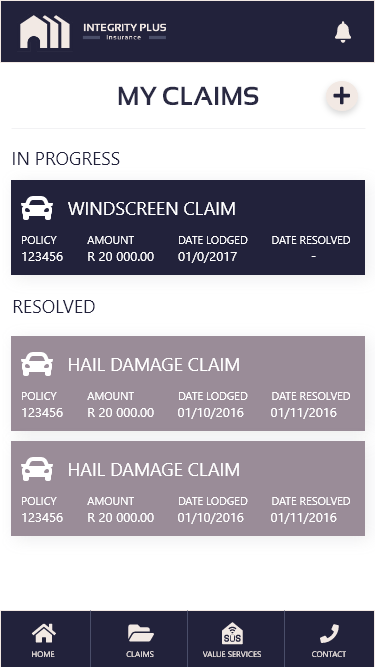 INTEGRITY PLUS
Insurance
MY CLAIMS
IN PROGRESS
WINDSCREEN CLAIM
POLICY AMOUNT DATE LODGED DATE RESOLVED
123456 R 20 000.00 01/0/2017 -
RESOLVED
HAIL DAMAGE CLAIM
POLICY AMOUNT DATE LODGED DATE RESOLVED
123456 R 20 000.00 01/10/2016 01/11/2016
HAIL DAMAGE CLAIM
POLICY AMOUNT DATE LODGED DATE RESOLVED
123456 R 20 000.00 01/10/2016 01/11/2016
SOS
HOME CLAIMS VALUE SERVICES CONTACT